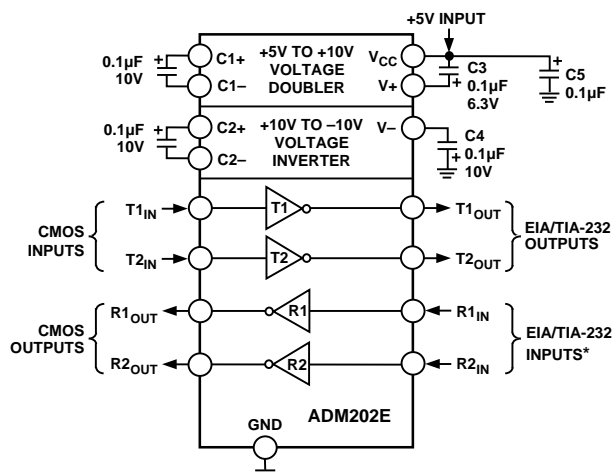 +5V INPUT
0.1µF
10V
+
C1+
C1–
+5V TO +10V
VOLTAGE
DOUBLER
VCC
V+
+
C3
0.1µF
6.3V
+
C5
0.1µF
0.1µF
10V
+
C2+
C2–
+10V TO –10V
VOLTAGE
INVERTER
V–
C4
+
0.1µF
10V
CMOS
INPUTS
T1IN
T1
T1OUT
T2IN
T2
T2OUT
EIA/TIA-232
OUTPUTS
CMOS
OUTPUTS
R1OUT
R1
R1IN
R2OUT
R2
R2IN
EIA/TIA-232
INPUTS*
GND
ADM202E